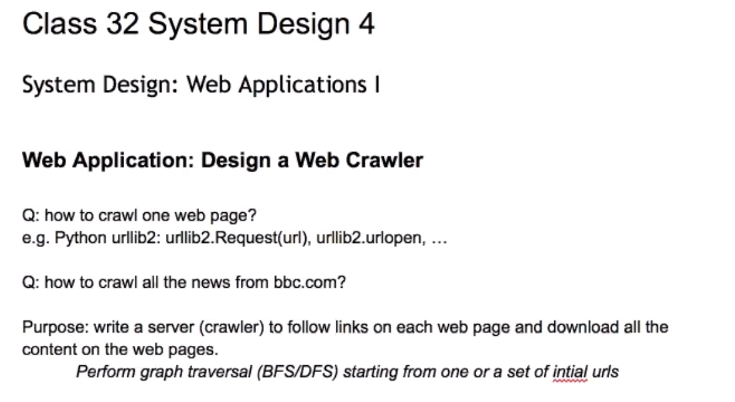 Class 32 System Design 4
System Design: Web Applications I
Web Application: Design a Web Crawler
Q: how to crawl one web page?
e.g. Python urllib2: urllib2.Request(url), urllib2.urlopen, …
Q: how to crawl all the news from bbc.com?
Purpose: write a server (crawler) to follow links on each web page and download all the
content on the web pages.
Perform graph traversal (BFS/DFS) starting from one or a set of intial urls